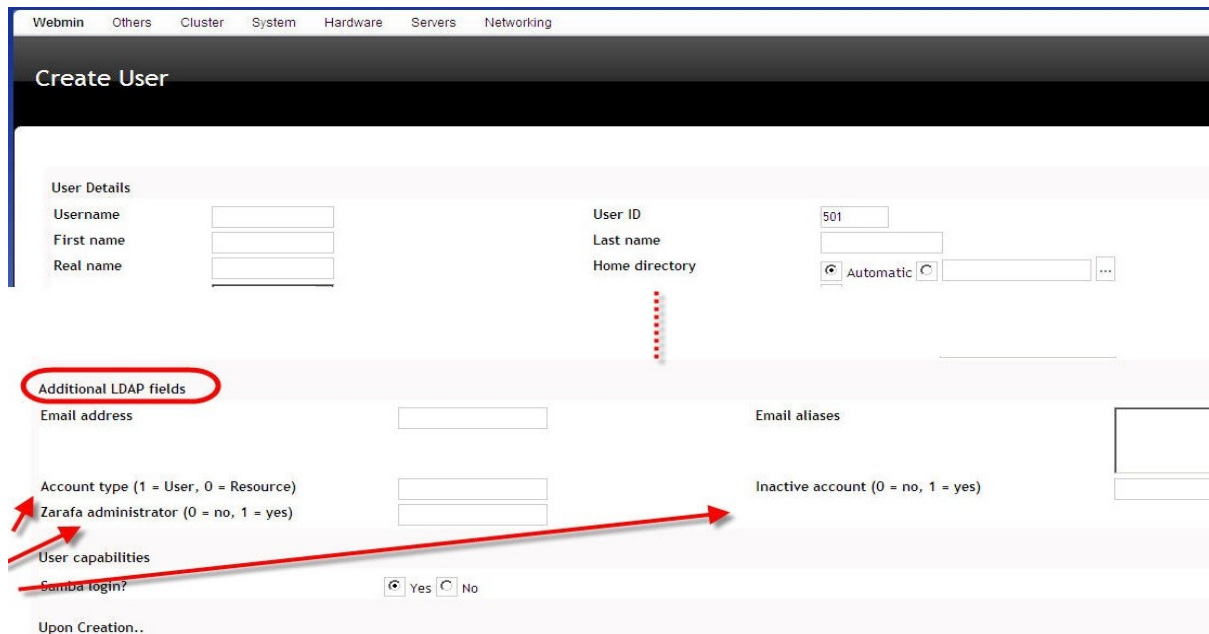 Webmin Others Cluster System Hardware Servers Networking
Create User
User Details
Username User ID 501
First name Last name
Real name Home directory Automatic ...
Additional LDAP fields
Email address Email aliases
Account type (1 = User, 0 = Resource) Inactive account (0 = no, 1 = yes)
Zarafa administrator (0 = no, 1 = yes)
User capabilities
Samba login? Yes No
Upon Creation..